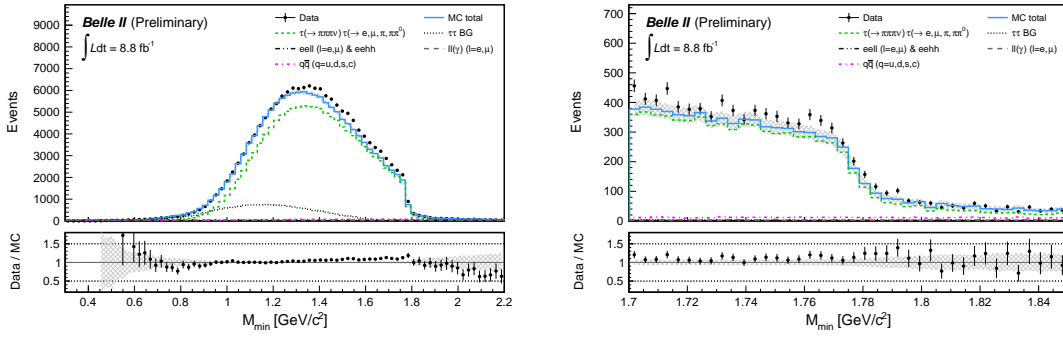 Belle II (Preliminary)
∫ Ldt = 8.8 fb⁻¹
Data
MC total
τ(→ πππν) τ(→ e, μ, π, ππ⁰)
ττ BG
eell (l=e,μ) & eehh
ll(γ) (l=e,μ)
qq̅ (q=u,d,s,c)
Events
9000
8000
7000
6000
5000
4000
3000
2000
1000
0
Data / MC
1.5
1
0.5
0.4 0.6 0.8 1 1.2 1.4 1.6 1.8 2 2.2
M_min [GeV/c²]
Belle II (Preliminary)
∫ Ldt = 8.8 fb⁻¹
Data
MC total
τ(→ πππν) τ(→ e, μ, π, ππ⁰)
ττ BG
eell (l=e,μ) & eehh
ll(γ) (l=e,μ)
qq̅ (q=u,d,s,c)
Events
700
600
500
400
300
200
100
0
Data / MC
1.5
1
0.5
1.7 1.72 1.74 1.76 1.78 1.8 1.82 1.84
M_min [GeV/c²]